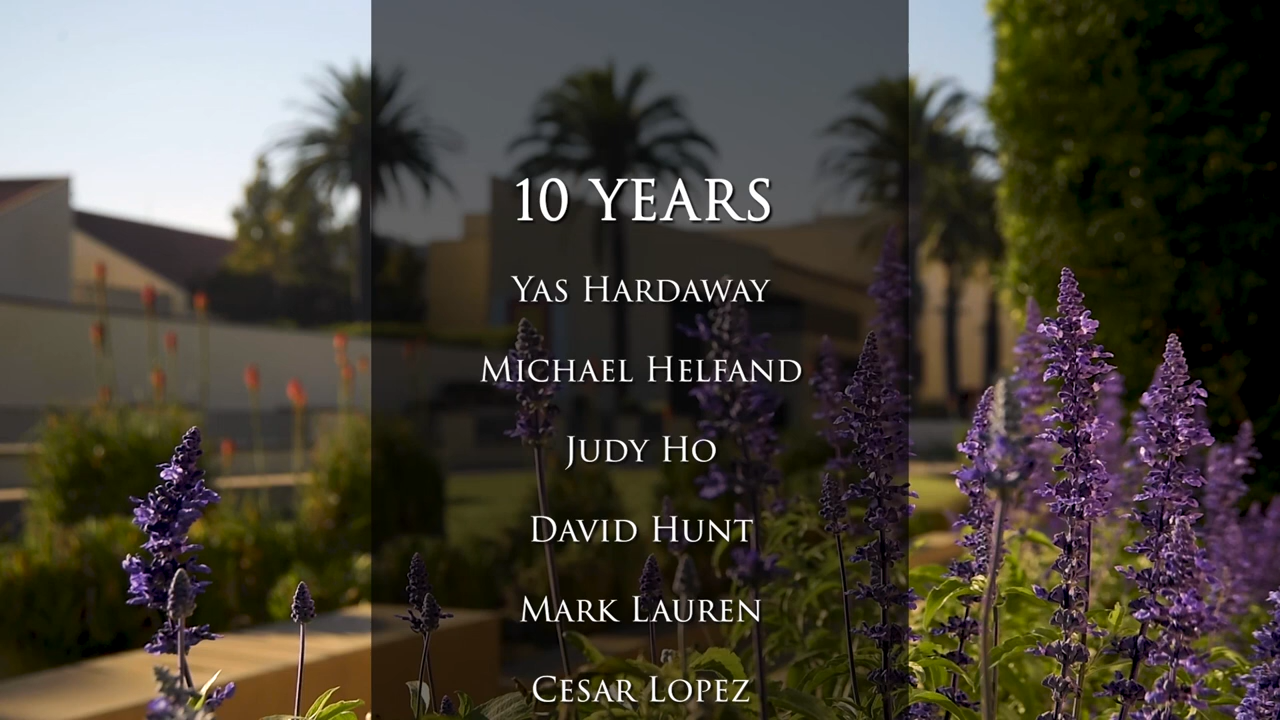 10 YEARS
YAS HARDAWAY
MICHAEL HELFAND
JUDY HO
DAVID HUNT
MARK LAUREN
CESAR LOPEZ